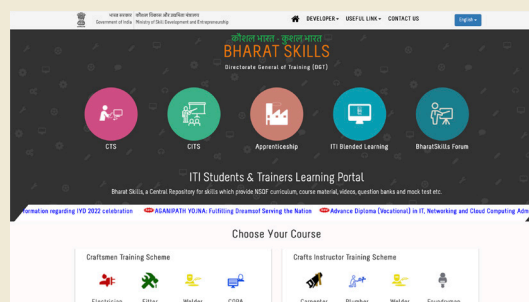 भारत सरकार कौशल विकास और उद्यमिता मंत्रालय
Government of India Ministry of Skill Development and Entrepreneurship
DEVELOPER USEFUL LINK CONTACT US
English
कौशल भारत - कुशल भारत
BHARAT SKILLS
Directorate General of Training (DGT)
CTS CITS Apprenticeship ITI Blended Learning BharatSkills Forum
ITI Students & Trainers Learning Portal
Bharat Skills, a Central Repository for skills which provide NSQF curriculum, course material, videos, question banks and mock test etc.
formation regarding IYD 2022 celebration AGANIPATH YOJNA: Fulfilling Dreamsof Serving the Nation Advance Diploma (Vocational) in IT, Networking and Cloud Computing Adm
Choose Your Course
Craftsmen Training Scheme Crafts Instructor Training Scheme
Electrician Fitter Welder COPA Carpenter Plumber Welder Foundryman